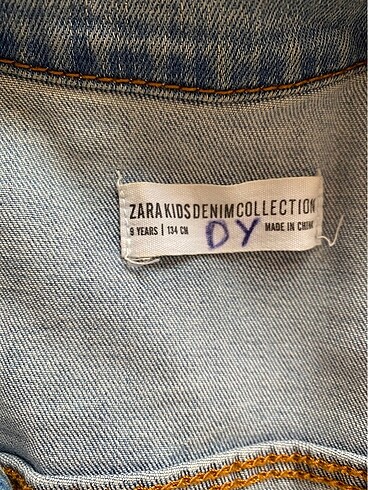 ZARAKIDSDENIMCOLLECTION
9 YEARS | 134 CM DY MADE IN CHINA